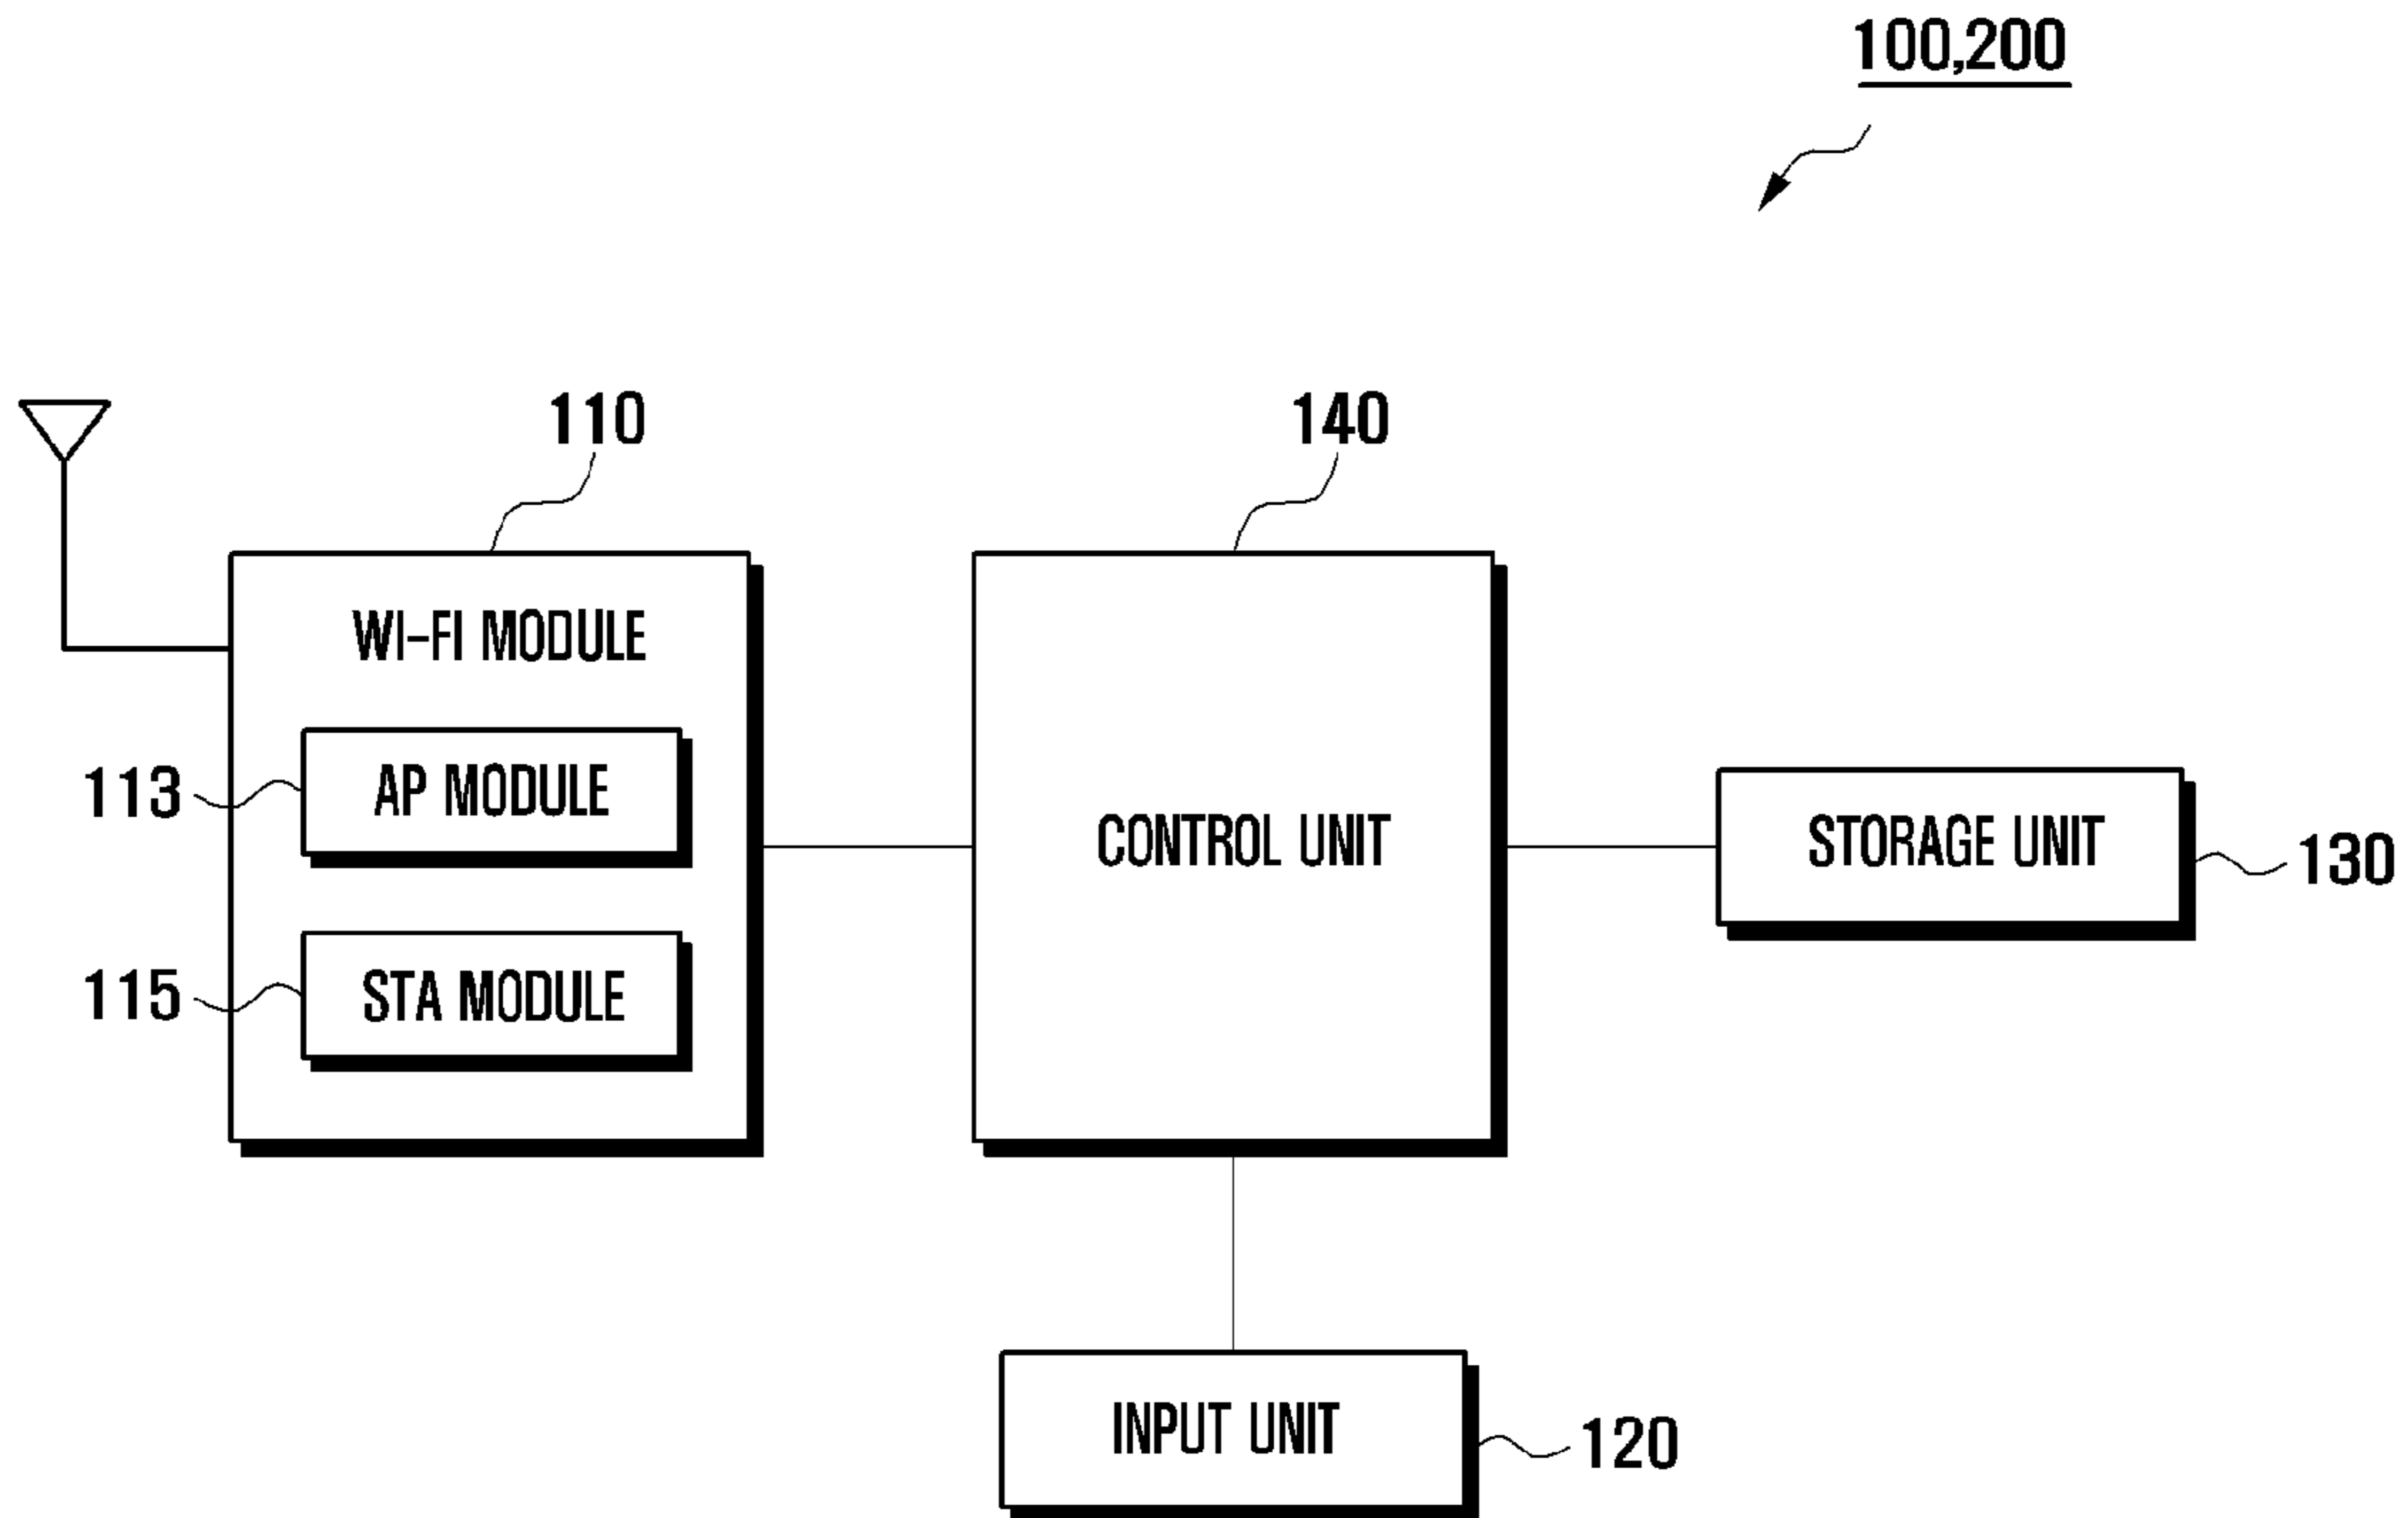 100,200
110
140
WI-FI MODULE
113
AP MODULE
CONTROL UNIT
STORAGE UNIT
130
115
STA MODULE
INPUT UNIT
120